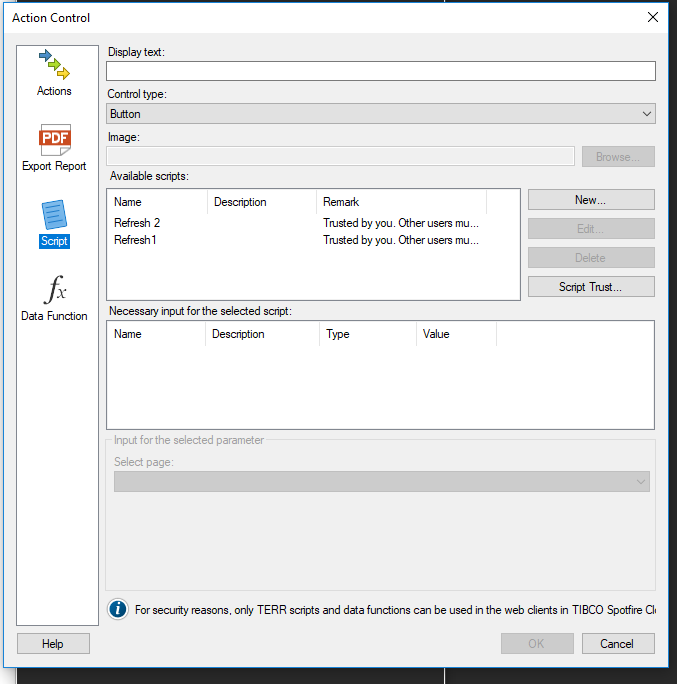 Action Control
Actions
PDF
Export Report
Script
fx
Data Function
Display text:
Control type:
Button
Image:
Browse...
Available scripts:
Name Description Remark
Refresh 2 Trusted by you. Other users mu...
Refresh1 Trusted by you. Other users mu...
New...
Edit...
Delete
Script Trust...
Necessary input for the selected script:
Name Description Type Value
Input for the selected parameter
Select page:
For security reasons, only TERR scripts and data functions can be used in the web clients in TIBCO Spotfire Cl
Help
OK
Cancel